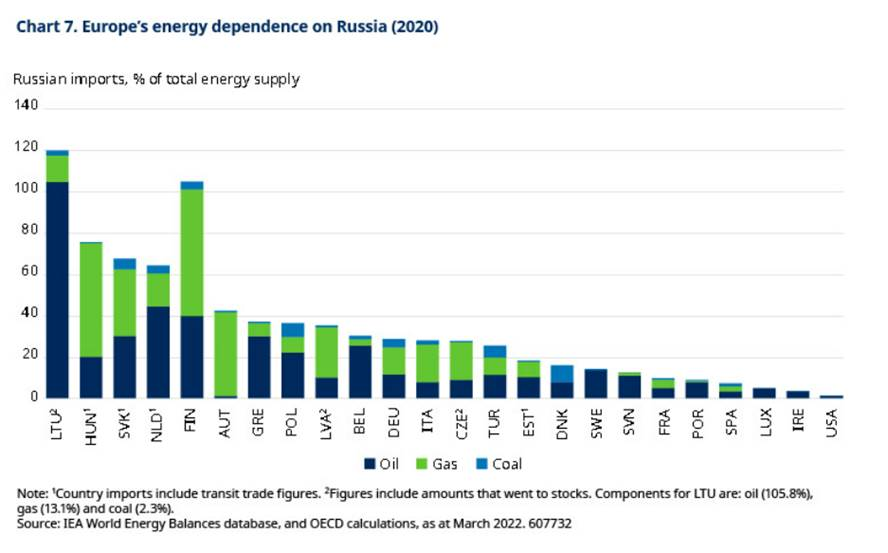 Chart 7. Europe's energy dependence on Russia (2020)
Russian imports, % of total energy supply
140
120
100
80
60
40
20
0
LTU² HUN¹ SVK¹ NLD¹ FIN AUT GRE POL LVA² BEL DEU ITA CZE² TUR EST¹ DNK SWE SVN FRA POR SPA LUX IRE USA
Oil Gas Coal
Note: ¹Country imports include transit trade figures. ²Figures include amounts that went to stocks. Components for LTU are: oil (105.8%),
gas (13.1%) and coal (2.3%).
Source: IEA World Energy Balances database, and OECD calculations, as at March 2022. 607732